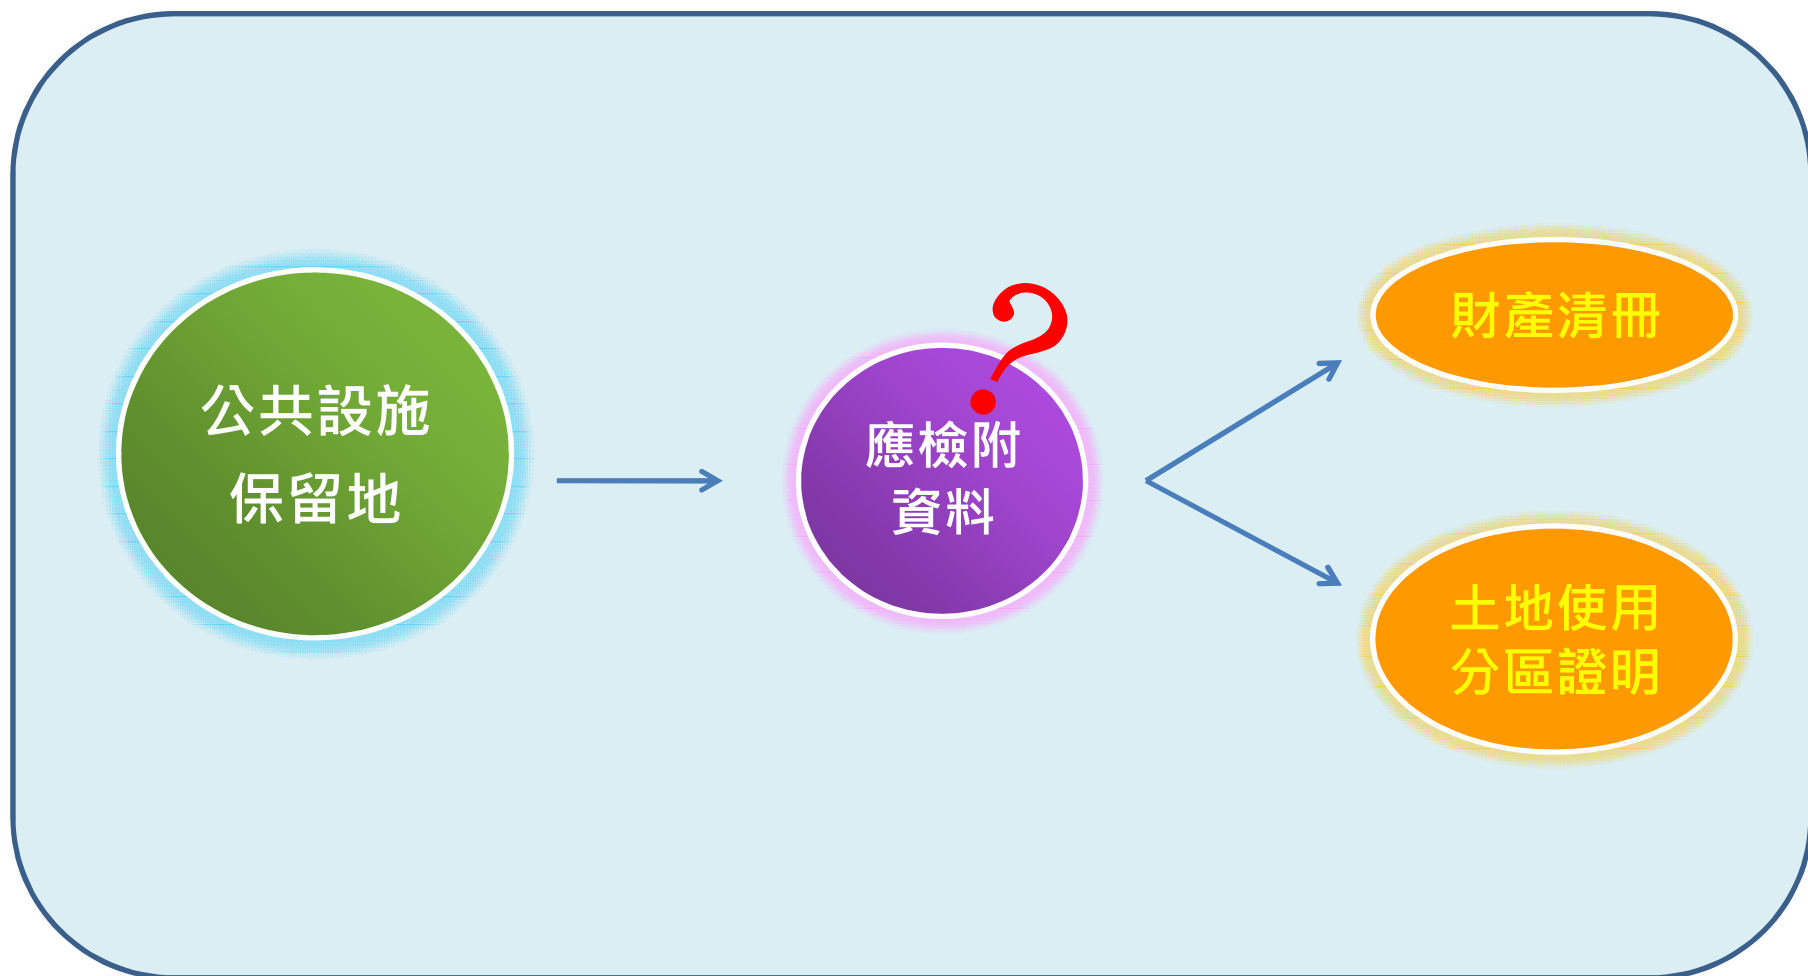 公共設施
保留地
?
應檢附
資料
財產清冊
土地使用
分區證明